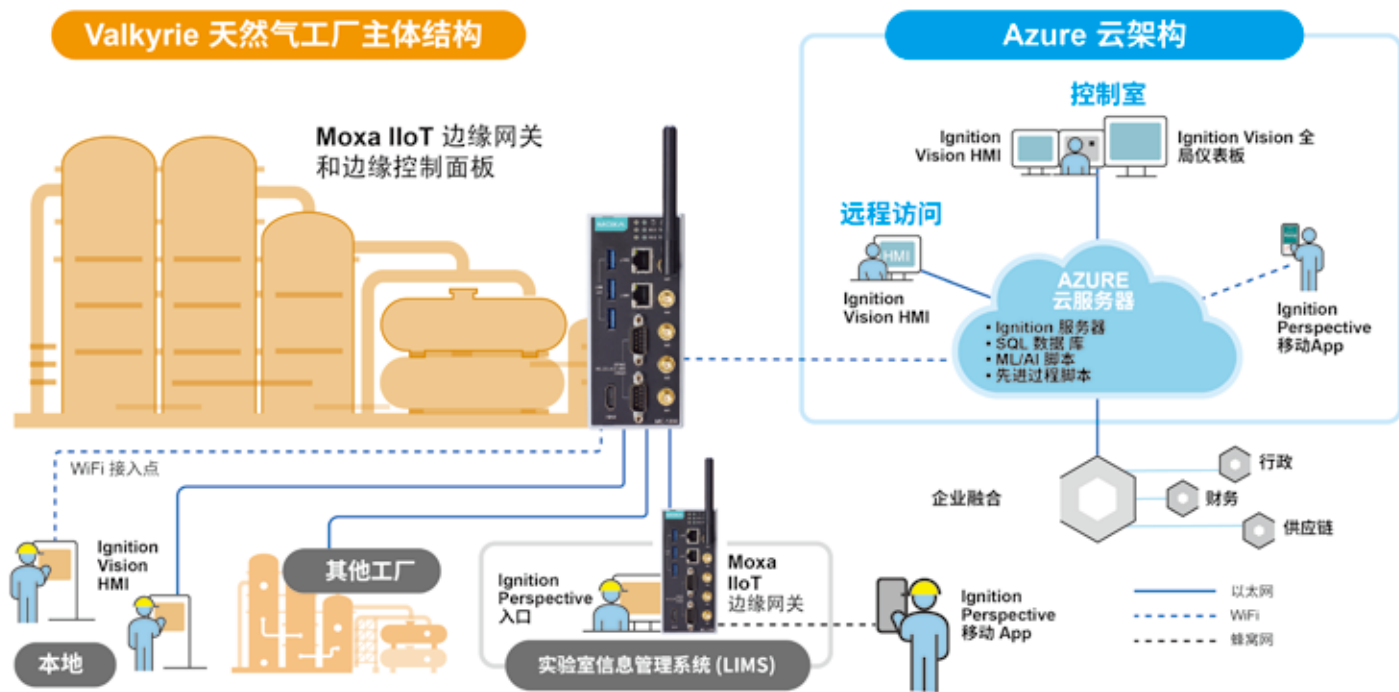 Valkyrie 天然气工厂主体结构
Azure 云架构
Moxa IIoT 边缘网关
和边缘控制面板
控制室
Ignition
Vision HMI
Ignition Vision 全
局仪表板
远程访问
HMI
Ignition
Vision HMI
AZURE
云服务器
• Ignition 服务器
• SQL 数据 库
• ML/AI 脚本
• 先进过程脚本
Ignition
Perspective
移动App
MOXA
WiFi 接入点
企业融合
行政
财务
供应链
Ignition
Vision
HMI
本地
其他工厂
Ignition
Perspective
入口
MOXA
Moxa
IIoT
边缘网关
实验室信息管理系统 (LIMS)
Ignition
Perspective
移动 App
以太网
WiFi
蜂窝网